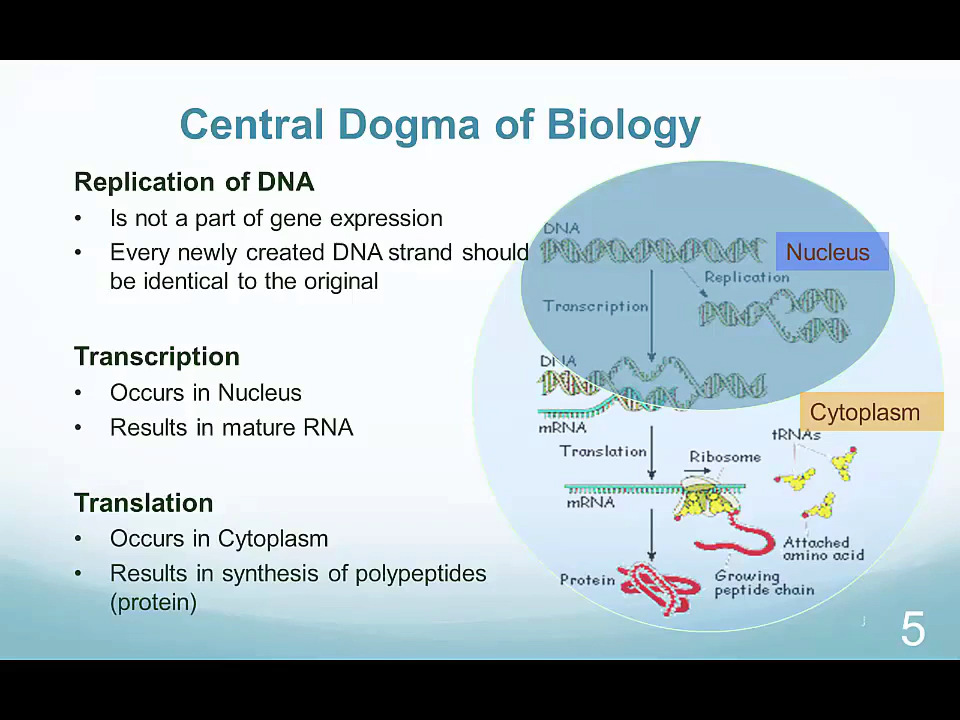 Central Dogma of Biology
Replication of DNA
• Is not a part of gene expression
• Every newly created DNA strand should
be identical to the original
Transcription
• Occurs in Nucleus
• Results in mature RNA
Translation
• Occurs in Cytoplasm
• Results in synthesis of polypeptides
(protein)
DNA
Nucleus
Replication
Transcription
DNA
mRNA
Cytoplasm
tRNAs
Translation
Ribosome
mRNA
Attached
amino acid
Protein
Growing
peptide chain
5